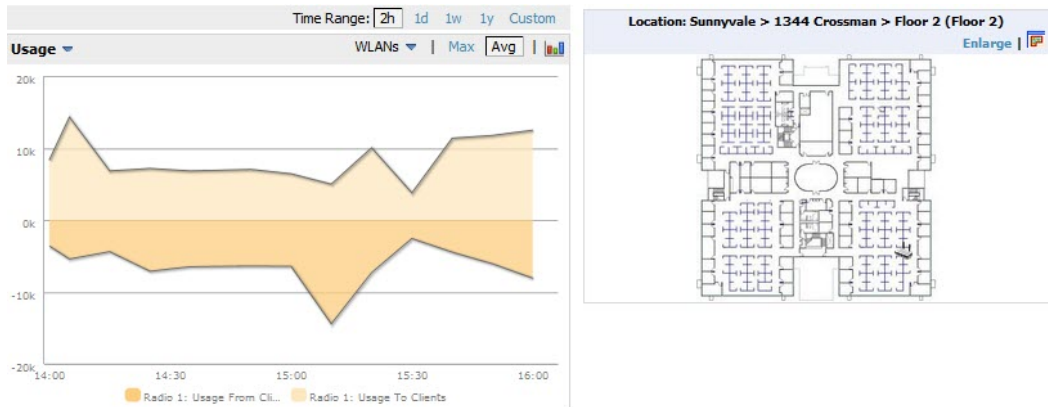 Time Range: 2h 1d 1w 1y Custom
Usage WLANs | Max Avg |
20k
10k
0k
-10k
-20k
14:00 14:30 15:00 15:30 16:00
Radio 1: Usage From Cli... Radio 1: Usage To Clients
Location: Sunnyvale > 1344 Crossman > Floor 2 (Floor 2)
Enlarge |